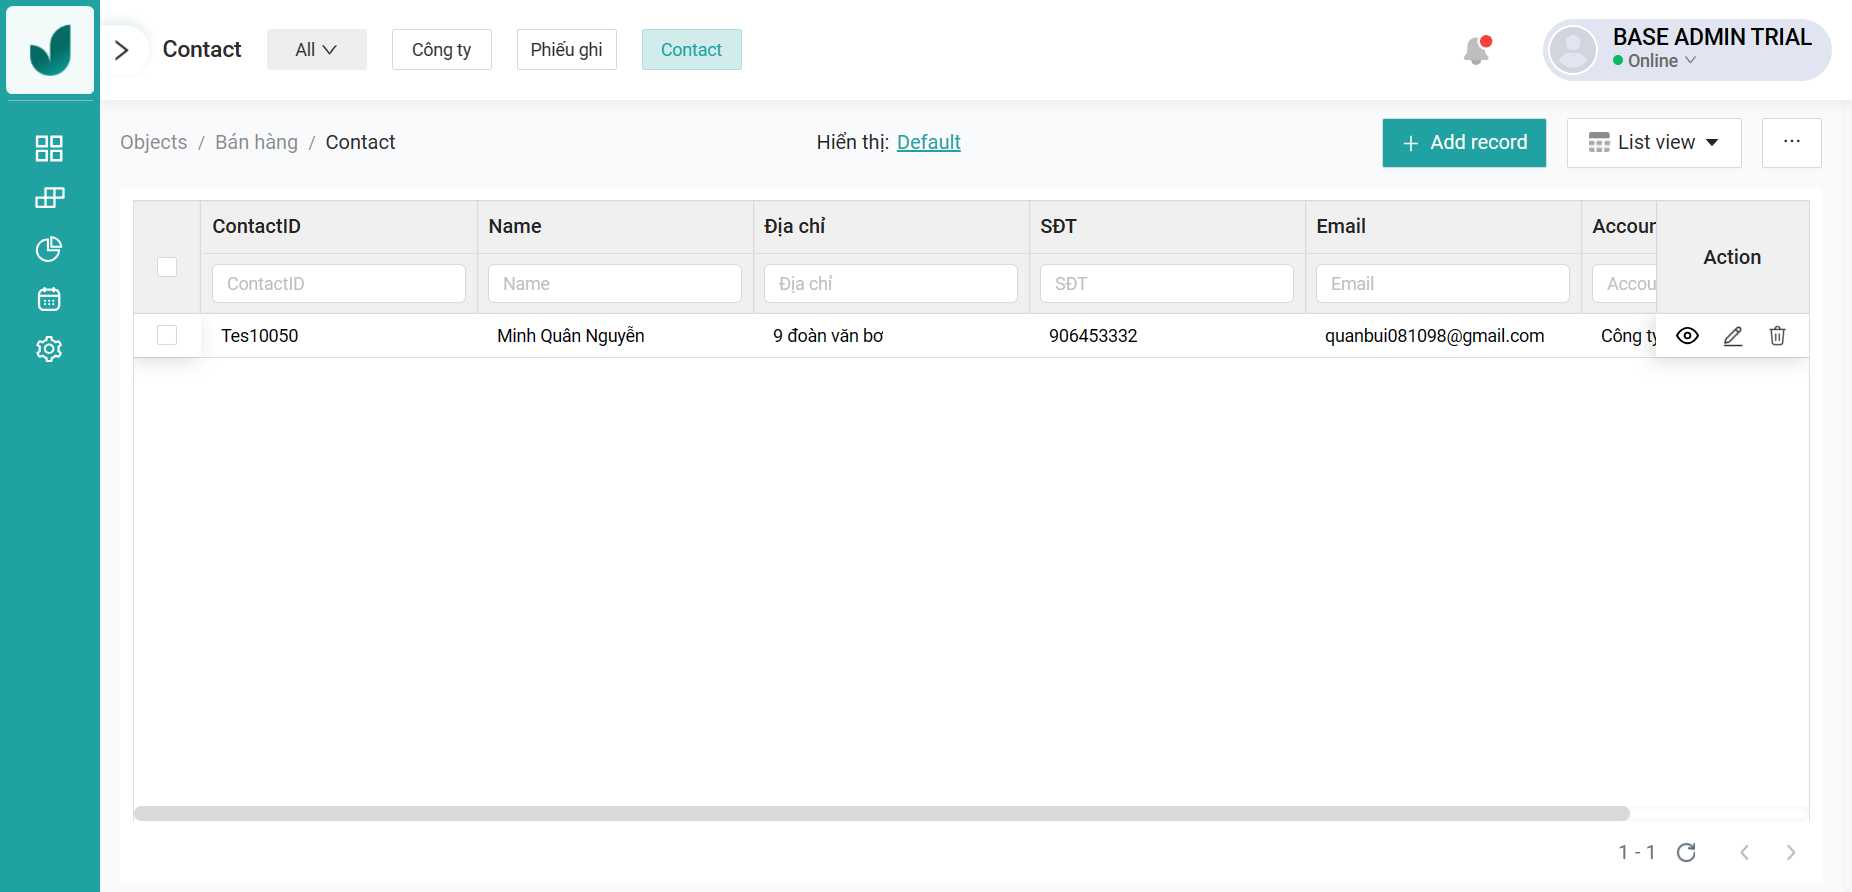 Contact
All
Công ty
Phiếu ghi
Contact
BASE ADMIN TRIAL
Online
Objects / Bán hàng / Contact
Hiển thị: Default
+ Add record
List view
...
ContactID
Name
Địa chỉ
SĐT
Email
Accour
Action
ContactID
Name
Địa chỉ
SĐT
Email
Accou
Tes10050
Minh Quân Nguyễn
9 đoàn văn bơ
906453332
quanbui081098@gmail.com
Công ty
1 - 1